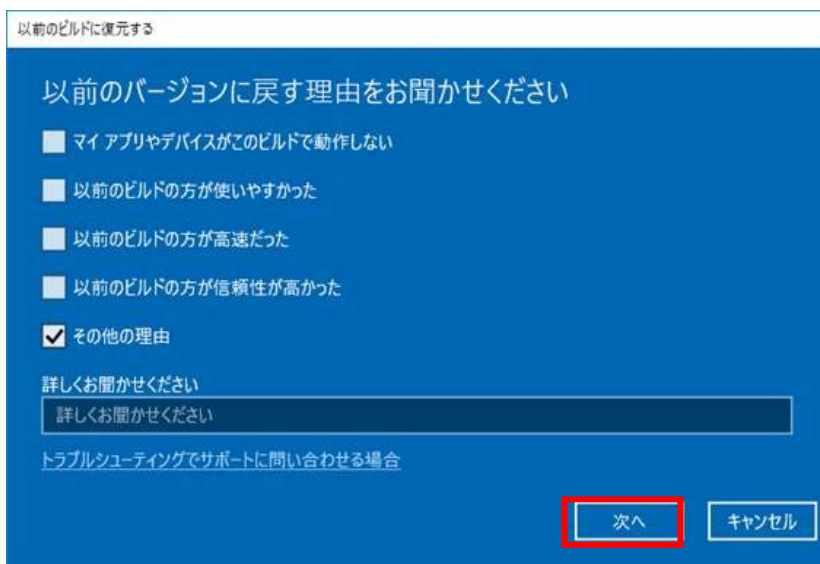 以前のビルドに復元する
以前のバージョンに戻す理由をお聞かせください
マイ アプリやデバイスがこのビルドで動作しない
以前のビルドの方が使いやすかった
以前のビルドの方が高速だった
以前のビルドの方が信頼性が高かった
その他の理由
詳しくお聞かせください
詳しくお聞かせください
トラブルシューティングでサポートに問い合わせる場合
次へ
キャンセル